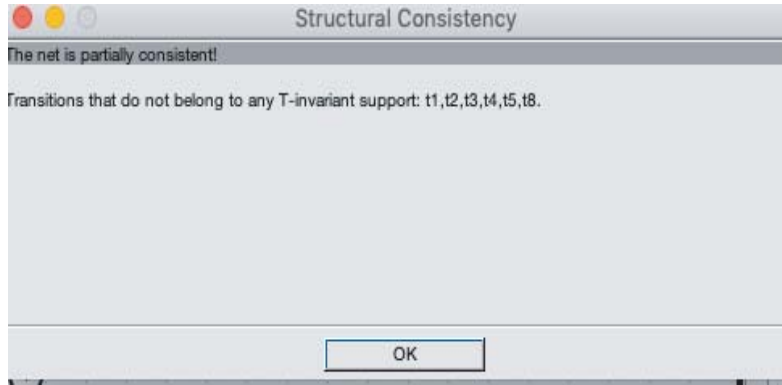 Structural Consistency
The net is partially consistent!
Transitions that do not belong to any T-invariant support: t1,t2,t3,t4,t5,t8.
OK